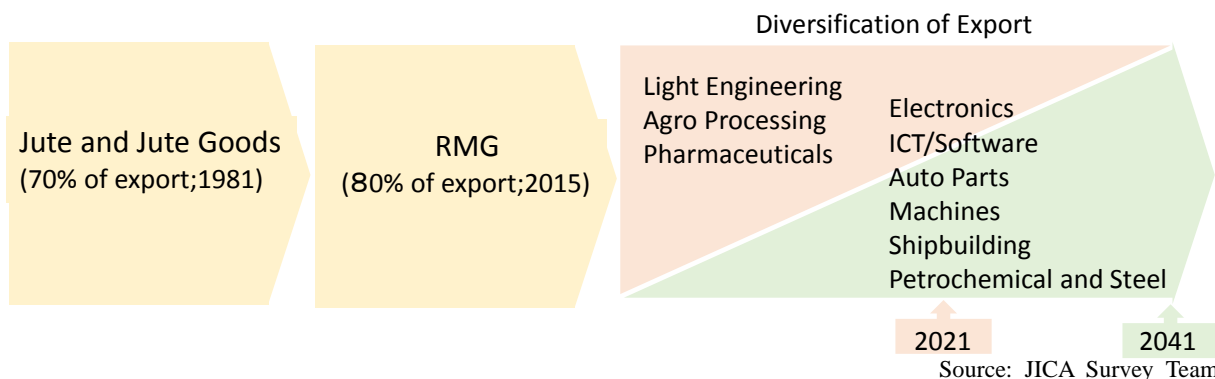 Diversification of Export
Jute and Jute Goods
(70% of export;1981)
RMG
(80% of export;2015)
Light Engineering
Agro Processing
Pharmaceuticals
Electronics
ICT/Software
Auto Parts
Machines
Shipbuilding
Petrochemical and Steel
2021
2041
Source: JICA Survey Team